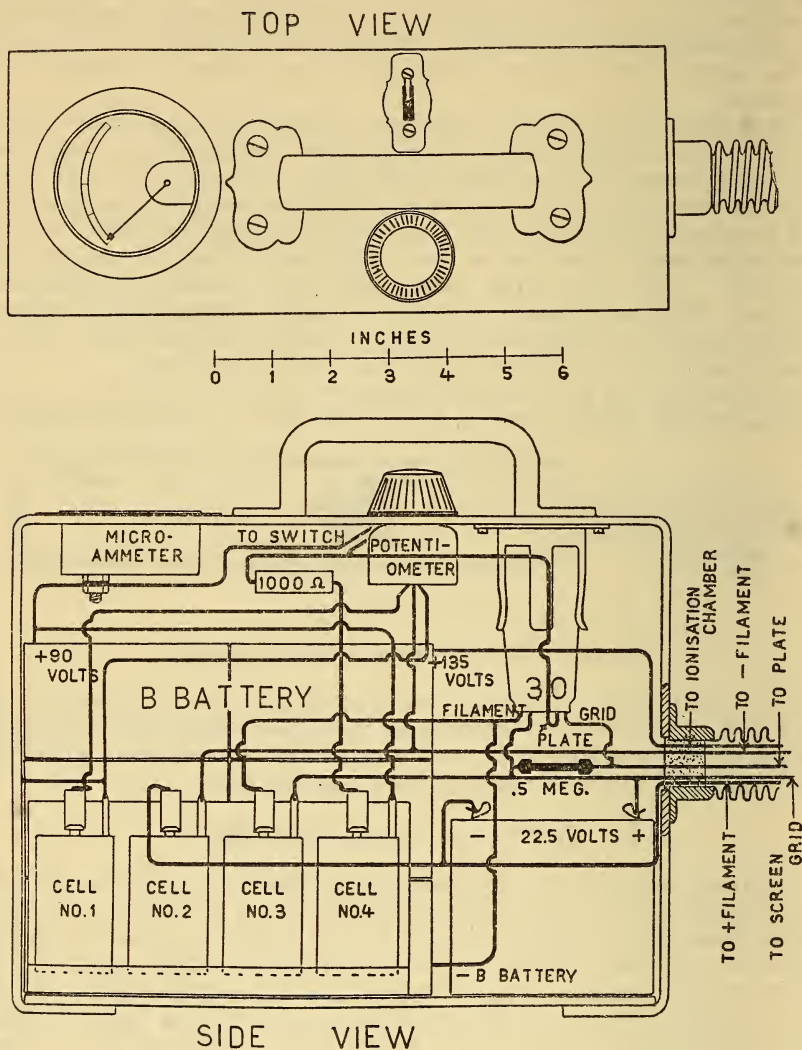 TOP VIEW
INCHES
0 1 2 3 4 5 6
MICRO-
AMMETER
TO SWITCH
POTENTI-
OMETER
1000 Ω
+90
VOLTS
B BATTERY
+135
VOLTS
30
FILAMENT
GRID
PLATE
.5 MEG.
- 22.5 VOLTS +
CELL
NO.1
CELL
NO.2
CELL
NO.3
CELL
NO.4
- B BATTERY
TO IONISATION
CHAMBER
TO - FILAMENT
TO PLATE
TO + FILAMENT
TO SCREEN
GRID
SIDE VIEW